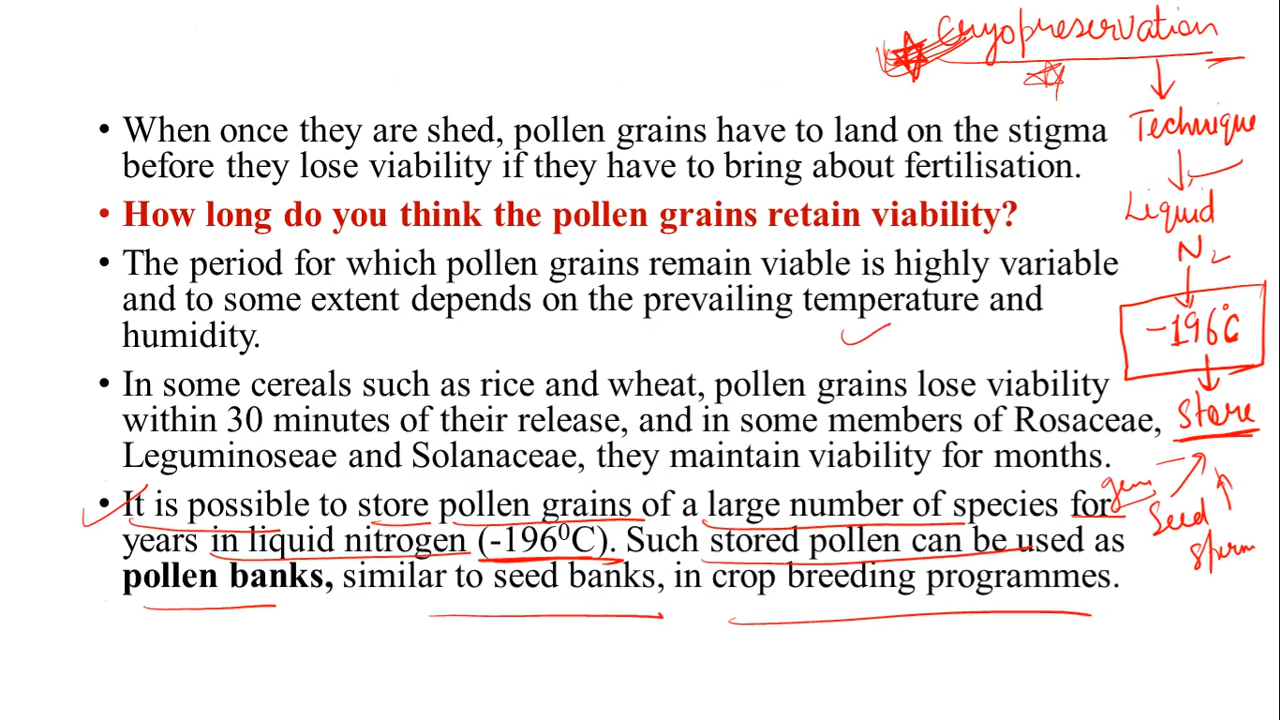 Cryopreservation
Technique
Liquid
N2
-196°C
Store
Seed
Sperm
• When once they are shed, pollen grains have to land on the stigma
before they lose viability if they have to bring about fertilisation.
• How long do you think the pollen grains retain viability?
• The period for which pollen grains remain viable is highly variable
and to some extent depends on the prevailing temperature and
humidity.
• In some cereals such as rice and wheat, pollen grains lose viability
within 30 minutes of their release, and in some members of Rosaceae,
Leguminoseae and Solanaceae, they maintain viability for months.
• It is possible to store pollen grains of a large number of species for
years in liquid nitrogen (-196⁰C). Such stored pollen can be used as
pollen banks, similar to seed banks, in crop breeding programmes.